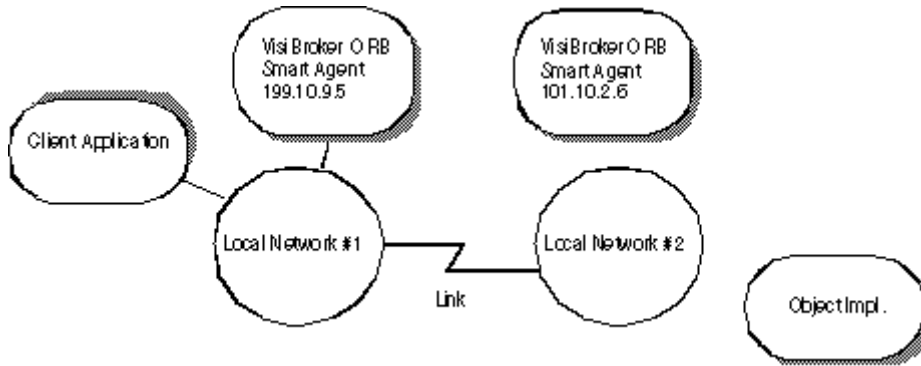 VisiBroker ORB
Smart Agent
199.10.9.5
VisiBroker ORB
Smart Agent
101.10.2.6
Client Application
Local Network #1
Local Network #2
Link
Object Impl.